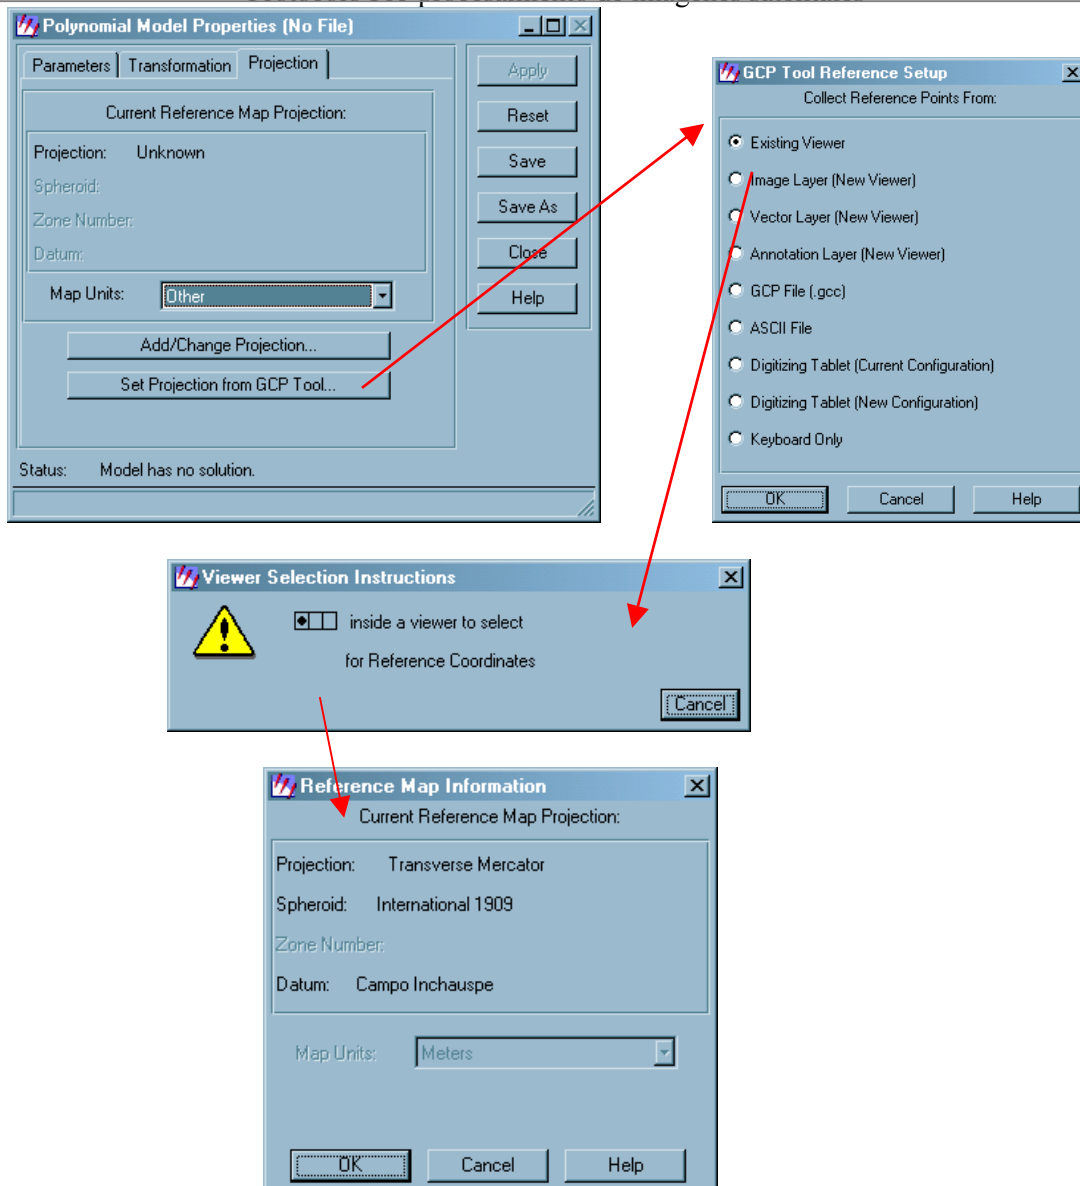 Polynomial Model Properties (No File)
Parameters
Transformation
Projection
Current Reference Map Projection:
Projection: Unknown
Spheroid:
Zone Number:
Datum:
Map Units: Other
Add/Change Projection...
Set Projection from GCP Tool...
Status: Model has no solution.
Apply
Reset
Save
Save As
Close
Help
GCP Tool Reference Setup
Collect Reference Points From:
Existing Viewer
Image Layer (New Viewer)
Vector Layer (New Viewer)
Annotation Layer (New Viewer)
GCP File (.gcc)
ASCII File
Digitizing Tablet (Current Configuration)
Digitizing Tablet (New Configuration)
Keyboard Only
OK Cancel Help
Viewer Selection Instructions
inside a viewer to select
for Reference Coordinates
Cancel
Reference Map Information
Current Reference Map Projection:
Projection: Transverse Mercator
Spheroid: International 1909
Zone Number:
Datum: Campo Inchauspe
Map Units: Meters
OK Cancel Help